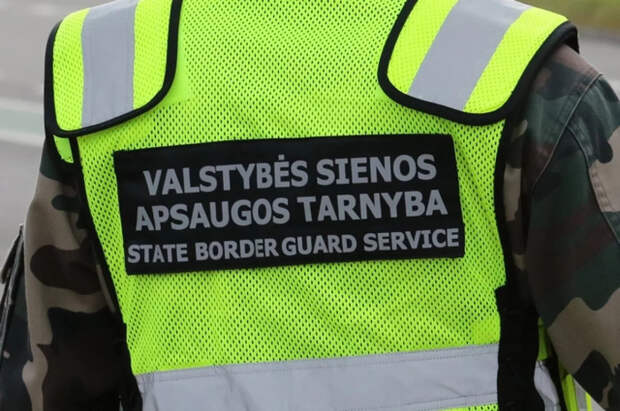 VALSTYBĖS SIENOS
APSAUGOS TARNYBA
STATE BORDER GUARD SERVICE